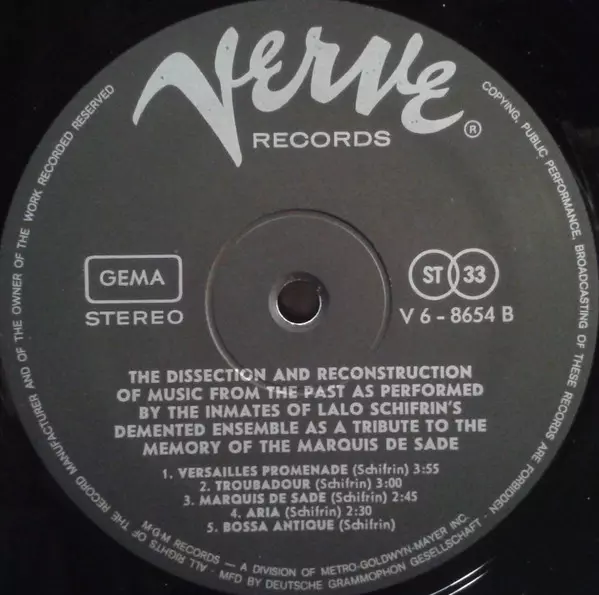 Verve®
RECORDS
GEMA
STEREO
ST 33
V 6 - 8654 B
THE DISSECTION AND RECONSTRUCTION
OF MUSIC FROM THE PAST AS PERFORMED
BY THE INMATES OF LALO SCHIFRIN'S
DEMENTED ENSEMBLE AS A TRIBUTE TO THE
MEMORY OF THE MARQUIS DE SADE
1. VERSAILLES PROMENADE (Schifrin) 3:55
2. TROUBADOUR (Schifrin) 3:00
3. MARQUIS DE SADE (Schifrin) 2:45
4. ARIA (Schifrin) 2:30
5. BOSSA ANTIQUE (Schifrin)
M-G-M RECORDS — A DIVISION OF METRO-GOLDWYN-MAYER INC.
ALL RIGHTS OF THE RECORD MANUFACTURER AND OF THE OWNER OF THE WORK RECORDED RESERVED
COPYING, PUBLIC PERFORMANCE, BROADCASTING OF THESE RECORDS ARE FORBIDDEN
- MFD BY DEUTSCHE GRAMMOPHON GESELLSCHAFT -